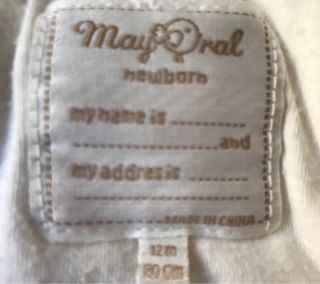 mayoral
newborn
my name is ...........
.........................and
my address is .........
...........................
MADE IN CHINA
12m
80 cm